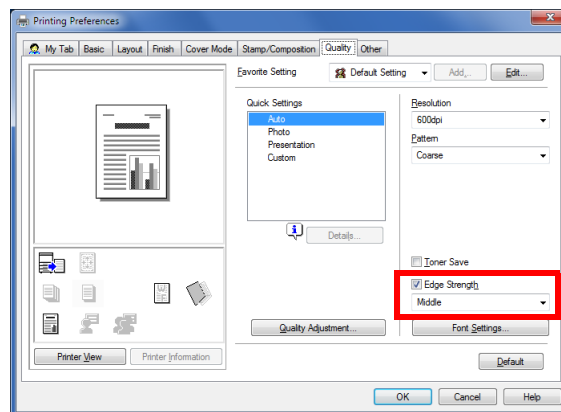 Printing Preferences
My Tab Basic Layout Finish Cover Mode Stamp/Composition Quality Other
Favorite Setting Default Setting Add... Edit...
Quick Settings
Auto
Photo
Presentation
Custom
Details...
Resolution
600dpi
Pattern
Coarse
Toner Save
Edge Strength
Middle
Quality Adjustment... Font Settings...
Printer View Printer Information
Default
OK Cancel Help